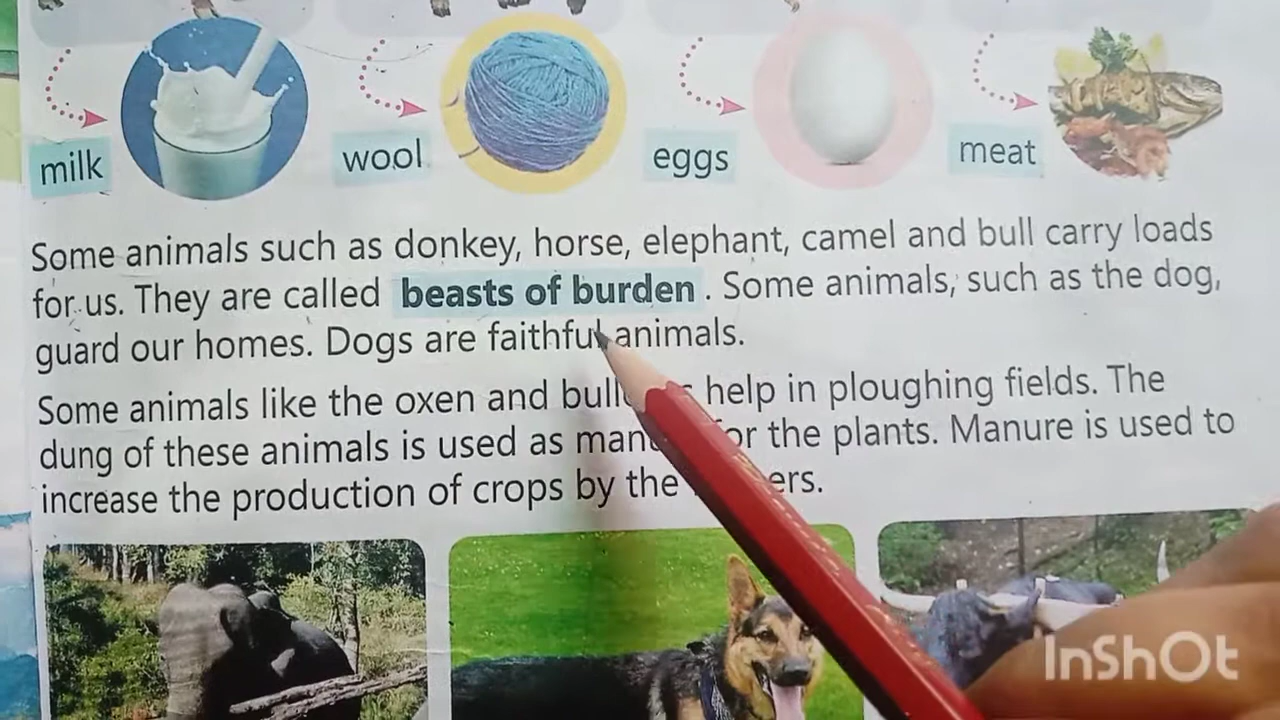 milk
wool
eggs
meat
Some animals such as donkey, horse, elephant, camel and bull carry loads
for us. They are called beasts of burden. Some animals, such as the dog,
guard our homes. Dogs are faithful animals.
Some animals like the oxen and help in ploughing fields. The
dung of these animals is used as for the plants. Manure is used to
increase the production of crops by the
InShOt